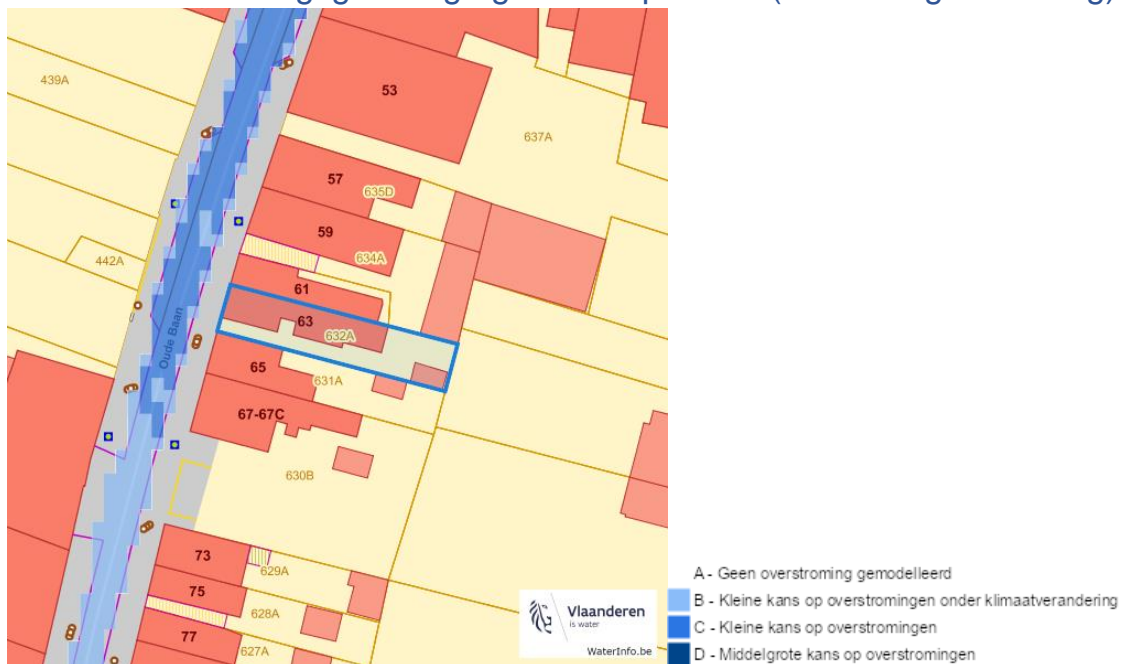 439A
53
637A
57
635D
59
634A
442A
61
63
632A
Oude Baan
65
631A
67-67C
630B
73
629A
75
628A
77
627A
Vlaanderen
is water
WaterInfo.be
A - Geen overstroming gemodelleerd
B - Kleine kans op overstromingen onder klimaatverandering
C - Kleine kans op overstromingen
D - Middelgrote kans op overstromingen